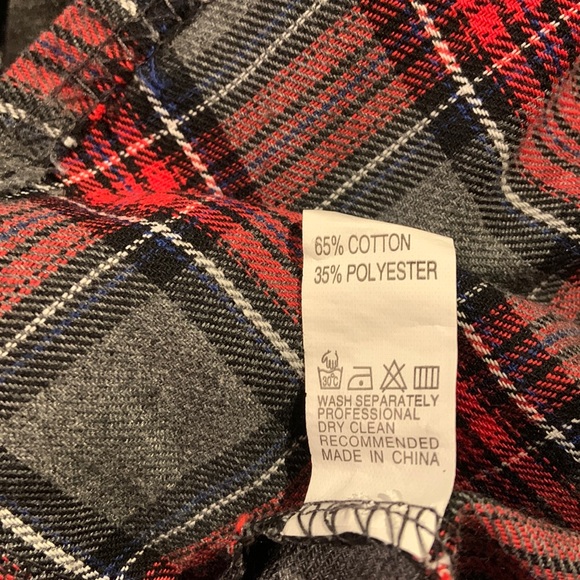 65% COTTON
35% POLYESTER
30°C
WASH SEPARATELY
PROFESSIONAL
DRY CLEAN
RECOMMENDED
MADE IN CHINA